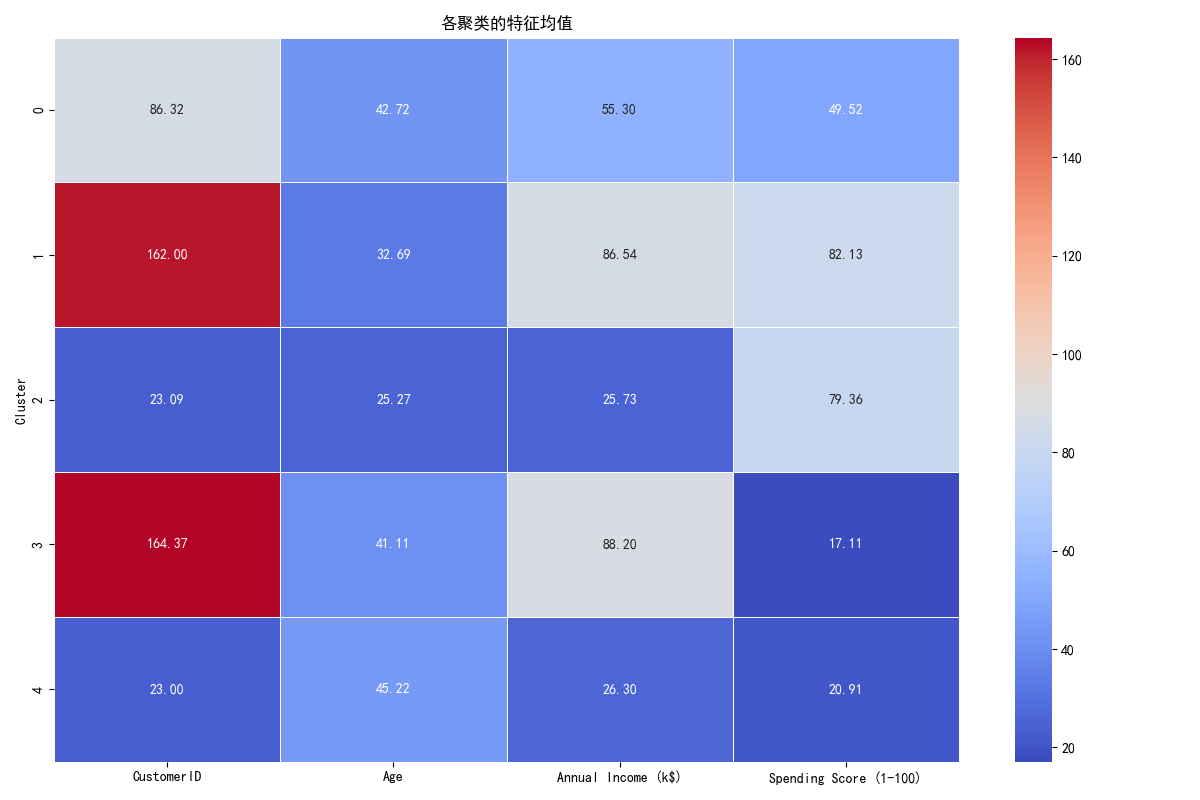 各聚类的特征均值
0 86.32 42.72 55.30 49.52
1 162.00 32.69 86.54 82.13
2 23.09 25.27 25.73 79.36
3 164.37 41.11 88.20 17.11
4 23.00 45.22 26.30 20.91
Cluster
CustomerID Age Annual Income (k$) Spending Score (1-100)
160
140
120
100
80
60
40
20